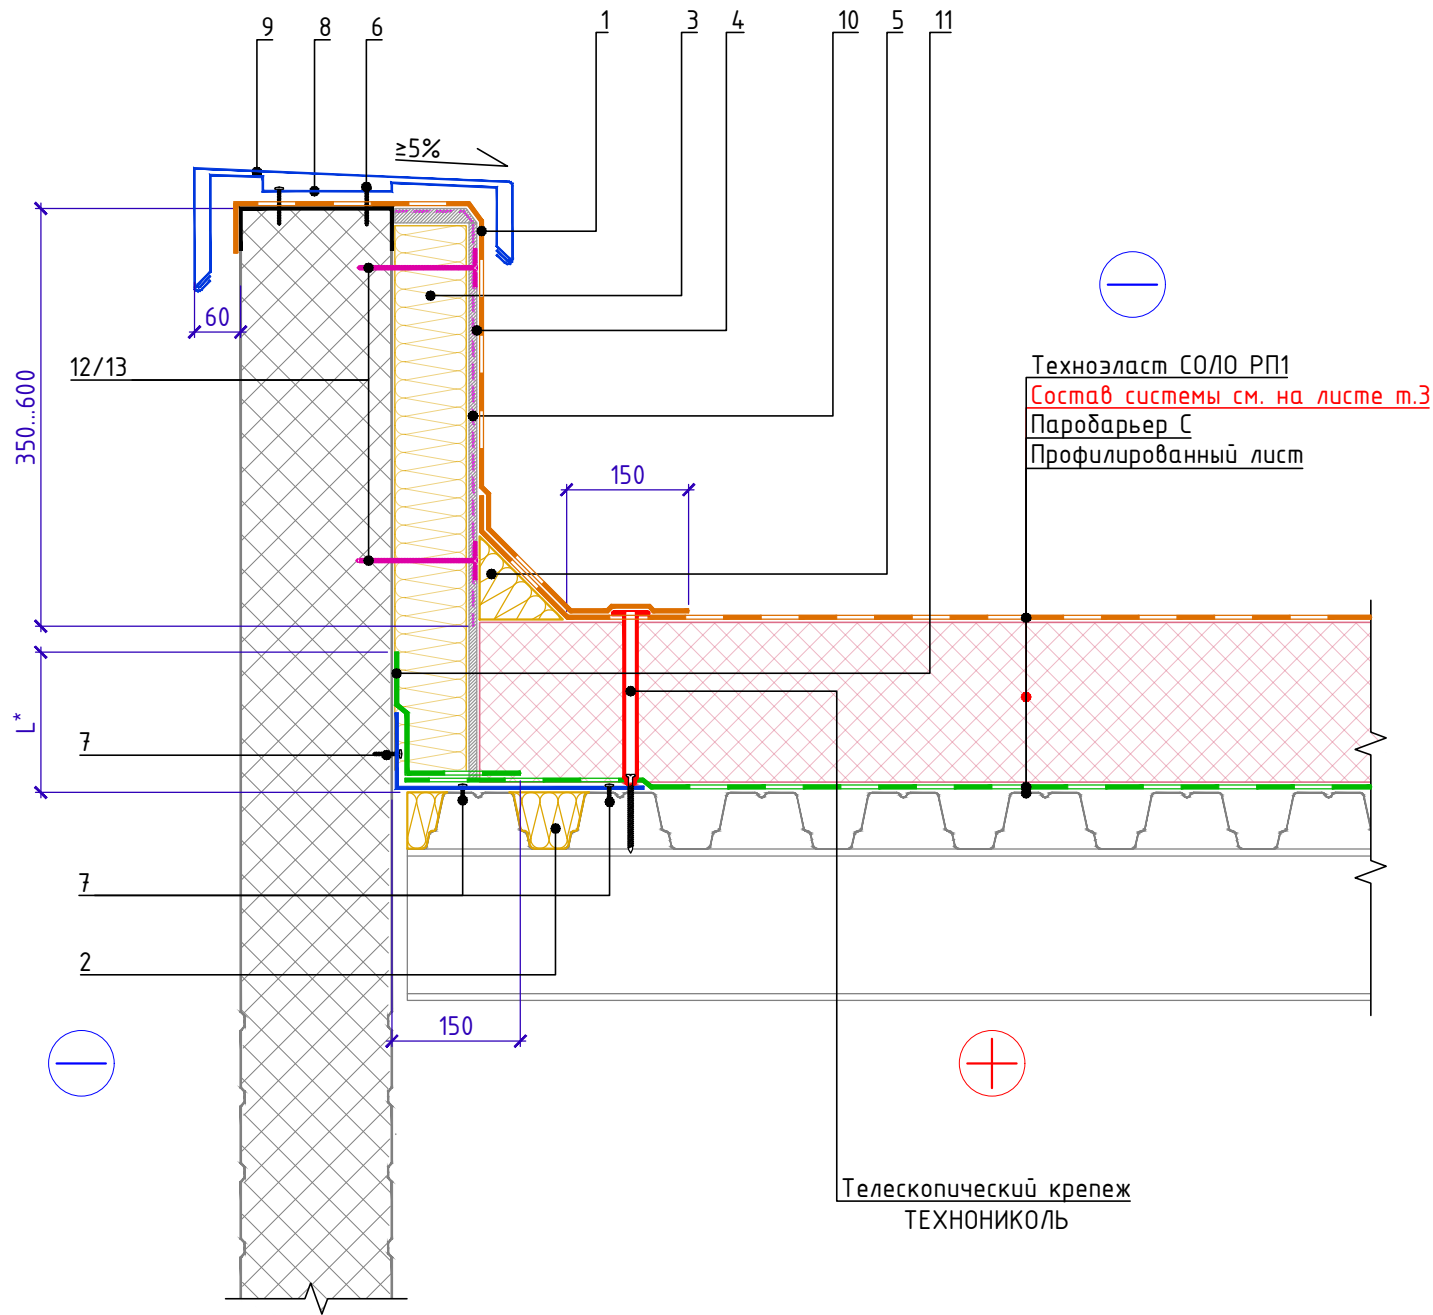 9 8 6 1 3 4 10 5 11
≥5%
60
12/13
350...600
150
Техноэласт СОЛО РП1
Состав системы см. на листе т.3
Паробарьер С
Профилированный лист
L*
7
7
2
150
Телескопический крепеж
ТЕХНОНИКОЛЬ